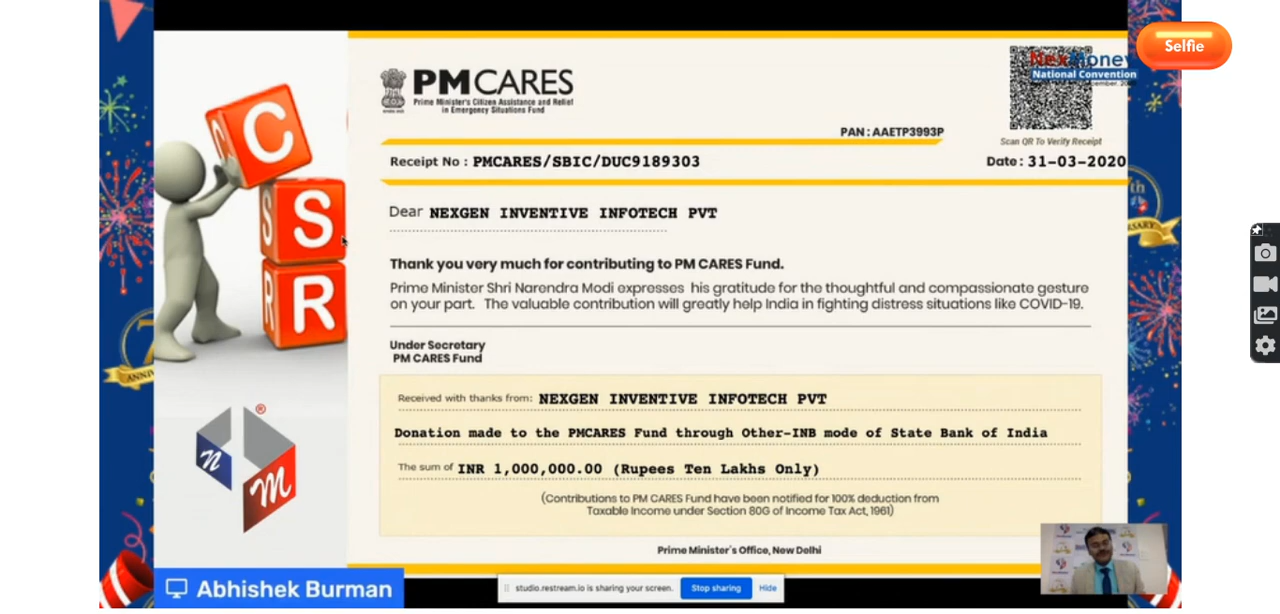 Selfie
NexMoney
National Convention
PM CARES
Prime Minister's Citizen Assistance and Relief
in Emergency Situations Fund
PAN : AAETP3993P
Scan QR To Verify Receipt
Receipt No : PMCARES/SBIC/DUC9189303
Date : 31-03-2020
Dear NEXGEN INVENTIVE INFOTECH PVT
Thank you very much for contributing to PM CARES Fund.
Prime Minister Shri Narendra Modi expresses his gratitude for the thoughtful and compassionate gesture
on your part. The valuable contribution will greatly help India in fighting distress situations like COVID-19.
Under Secretary
PM CARES Fund
Received with thanks from: NEXGEN INVENTIVE INFOTECH PVT
Donation made to the PMCARES Fund through Other-INB mode of State Bank of India
The sum of INR 1,000,000.00 (Rupees Ten Lakhs Only)
(Contributions to PM CARES Fund have been notified for 100% deduction from
Taxable Income under Section 80G of Income Tax Act, 1961)
Prime Minister's Office, New Delhi
C
S S
R R
n m
®
Abhishek Burman
studio.restream.io is sharing your screen. Stop sharing Hide